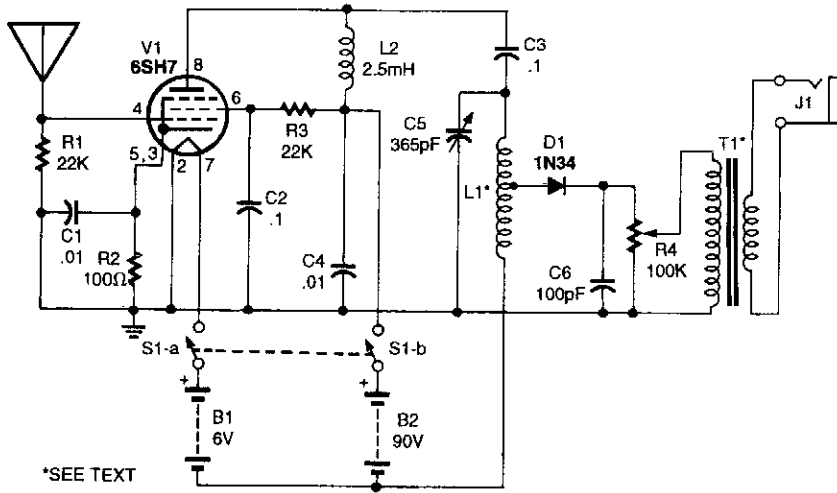 V1
6SH7
8
4
6
5,3
2
7
R1
22K
C1
.01
R2
100Ω
C2
.1
R3
22K
L2
2.5mH
C4
.01
C3
.1
C5
365pF
L1*
D1
1N34
C6
100pF
R4
100K
T1*
J1
S1-a
S1-b
+
B1
6V
+
B2
90V
*SEE TEXT